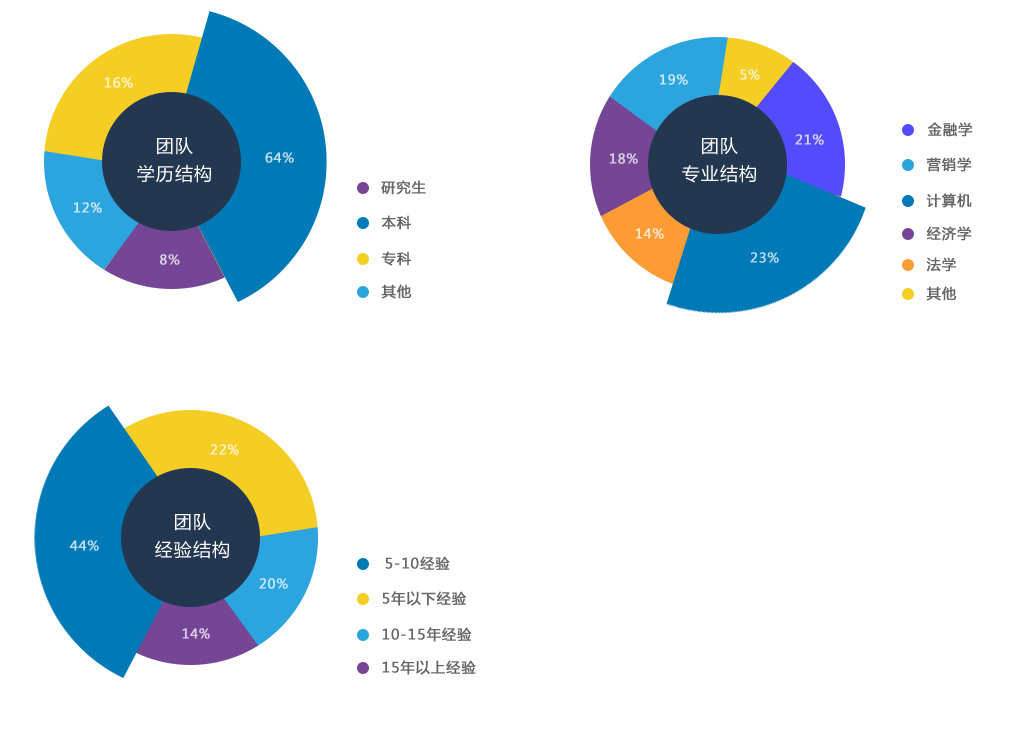 16%
64%
12%
8%
团队
学历结构
研究生
本科
专科
其他
19%
5%
21%
18%
14%
23%
团队
专业结构
金融学
营销学
计算机
经济学
法学
其他
22%
44%
20%
14%
团队
经验结构
5-10经验
5年以下经验
10-15年经验
15年以上经验